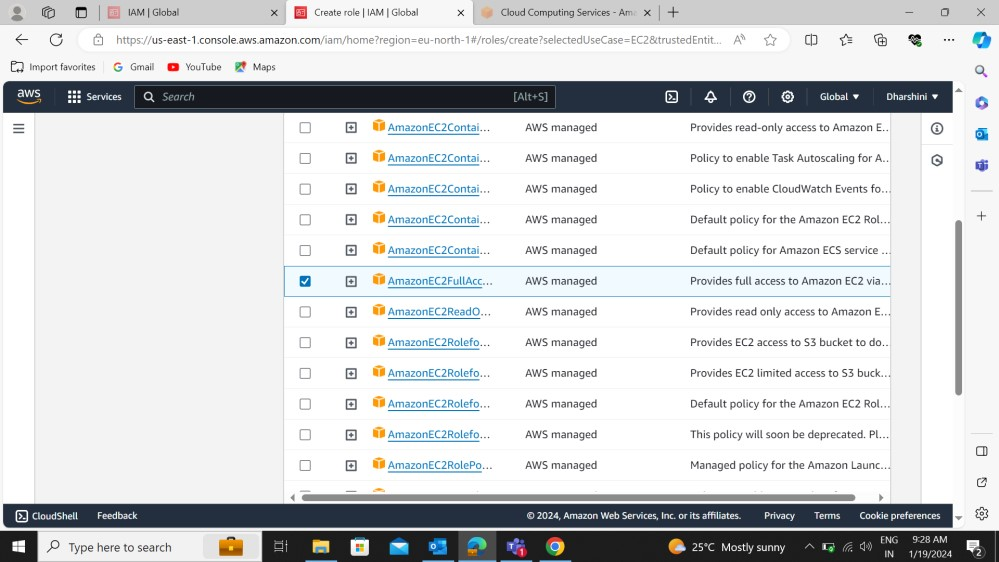 IAM | Global
Create role | IAM | Global
Cloud Computing Services - Ama
https://us-east-1.console.aws.amazon.com/iam/home?region=eu-north-1#/roles/create?selectedUseCase=EC2&trustedEntit...
Import favorites
Gmail
YouTube
Maps
aws
Services
Search
[Alt+S]
Global
Dharshini
AmazonEC2Contai... AWS managed Provides read-only access to Amazon E...
AmazonEC2Contai... AWS managed Policy to enable Task Autoscaling for A...
AmazonEC2Contai... AWS managed Policy to enable CloudWatch Events fo...
AmazonEC2Contai... AWS managed Default policy for the Amazon EC2 Rol...
AmazonEC2Contai... AWS managed Default policy for Amazon ECS service ...
AmazonEC2FullAcc... AWS managed Provides full access to Amazon EC2 via...
AmazonEC2ReadO... AWS managed Provides read only access to Amazon E...
AmazonEC2Rolefo... AWS managed Provides EC2 access to S3 bucket to do...
AmazonEC2Rolefo... AWS managed Provides EC2 limited access to S3 buck...
AmazonEC2Rolefo... AWS managed Default policy for the Amazon EC2 Rol...
AmazonEC2Rolefo... AWS managed This policy will soon be deprecated. Pl...
AmazonEC2RolePo... AWS managed Managed policy for the Amazon Launc...
CloudShell
Feedback
© 2024, Amazon Web Services, Inc. or its affiliates.
Privacy
Terms
Cookie preferences
Type here to search
25°C Mostly sunny
ENG
IN
9:28 AM
1/19/2024
2